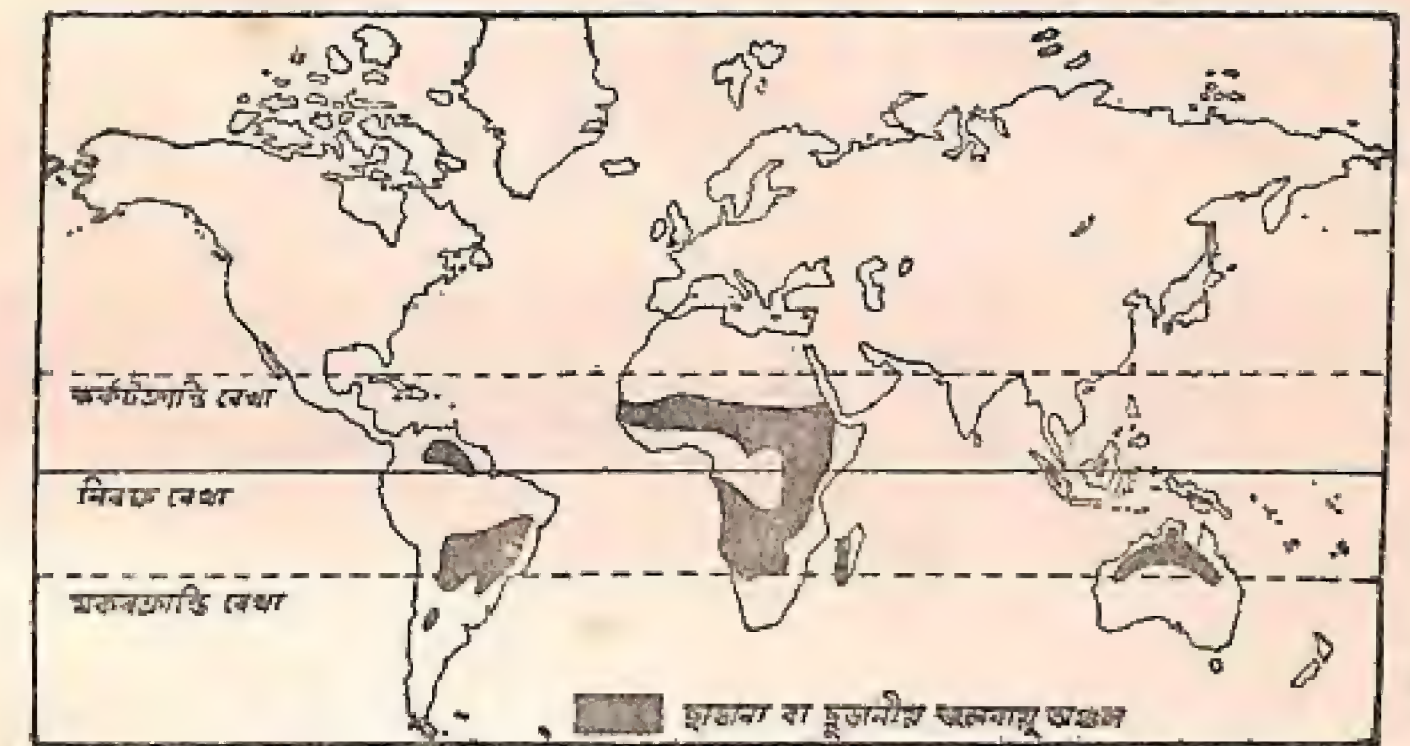 কর্কটক্রান্তি রেখা
নিরক্ষ রেখা
মকরক্রান্তি রেখা
ছাভানা বা সুডানীয় জলবায়ু অঞ্চল